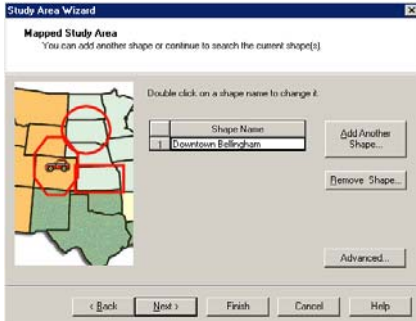 Study Area Wizard
Mapped Study Area
You can add another shape or continue to search the current shape(s).
Double click on a shape name to change it.
Shape Name
1 Downtown Bellingham
Add Another
Shape...
Remove Shape...
Advanced...
< Back Next > Finish Cancel Help